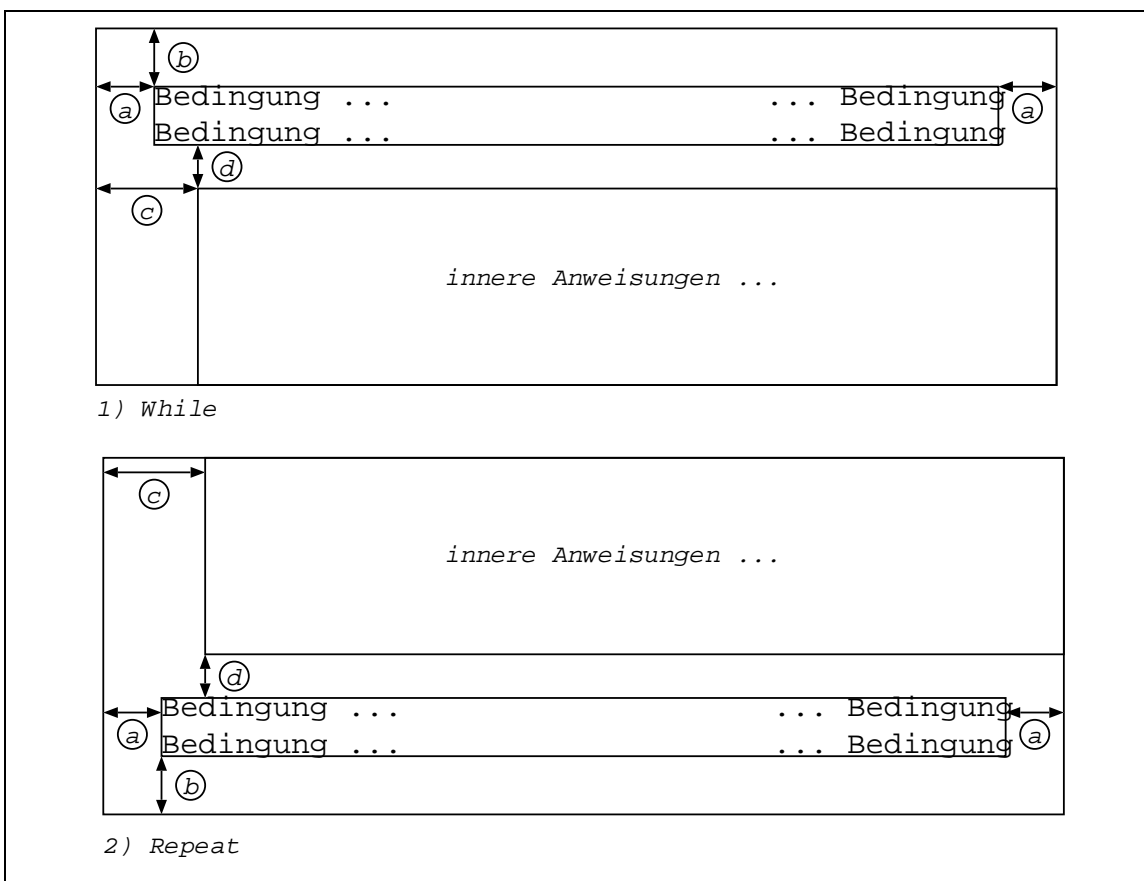 b
a Bedingung ... ... Bedingung a
Bedingung ... ... Bedingung
d
c
innere Anweisungen ...
1) While
c
innere Anweisungen ...
d
Bedingung ... ... Bedingung
a Bedingung ... ... Bedingung a
b
2) Repeat